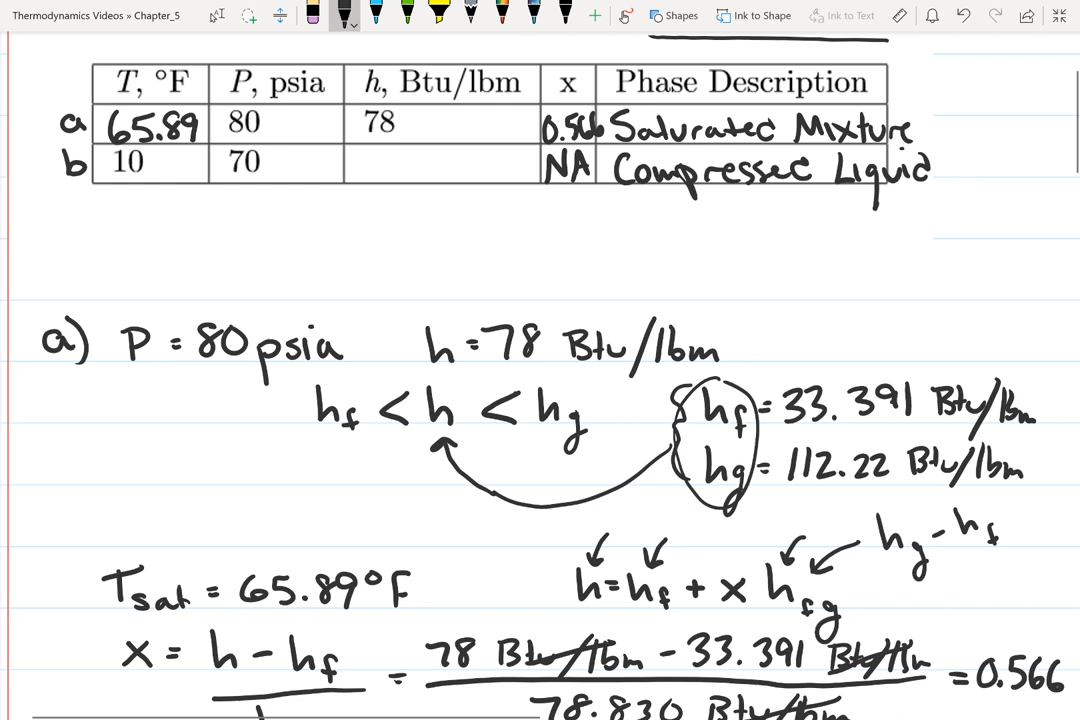 Thermodynamics Videos » Chapter_5 Shapes Ink to Shape Ink to Text
T, °F P, psia h, Btu/lbm x Phase Description
a 65.89 80 78 0.566 Saturated Mixture
b 10 70 NA Compressed Liquid
a) P = 80 psia h = 78 Btu/lbm
hf < h < hg { hf = 33.391 Btu/lbm
hg = 112.22 Btu/lbm
hg - hf
Tsat = 65.89°F h = hf + x hfg
x = h - hf = 78 Btu/lbm - 33.391 Btu/lbm = 0.566
78.830 Btu/lbm